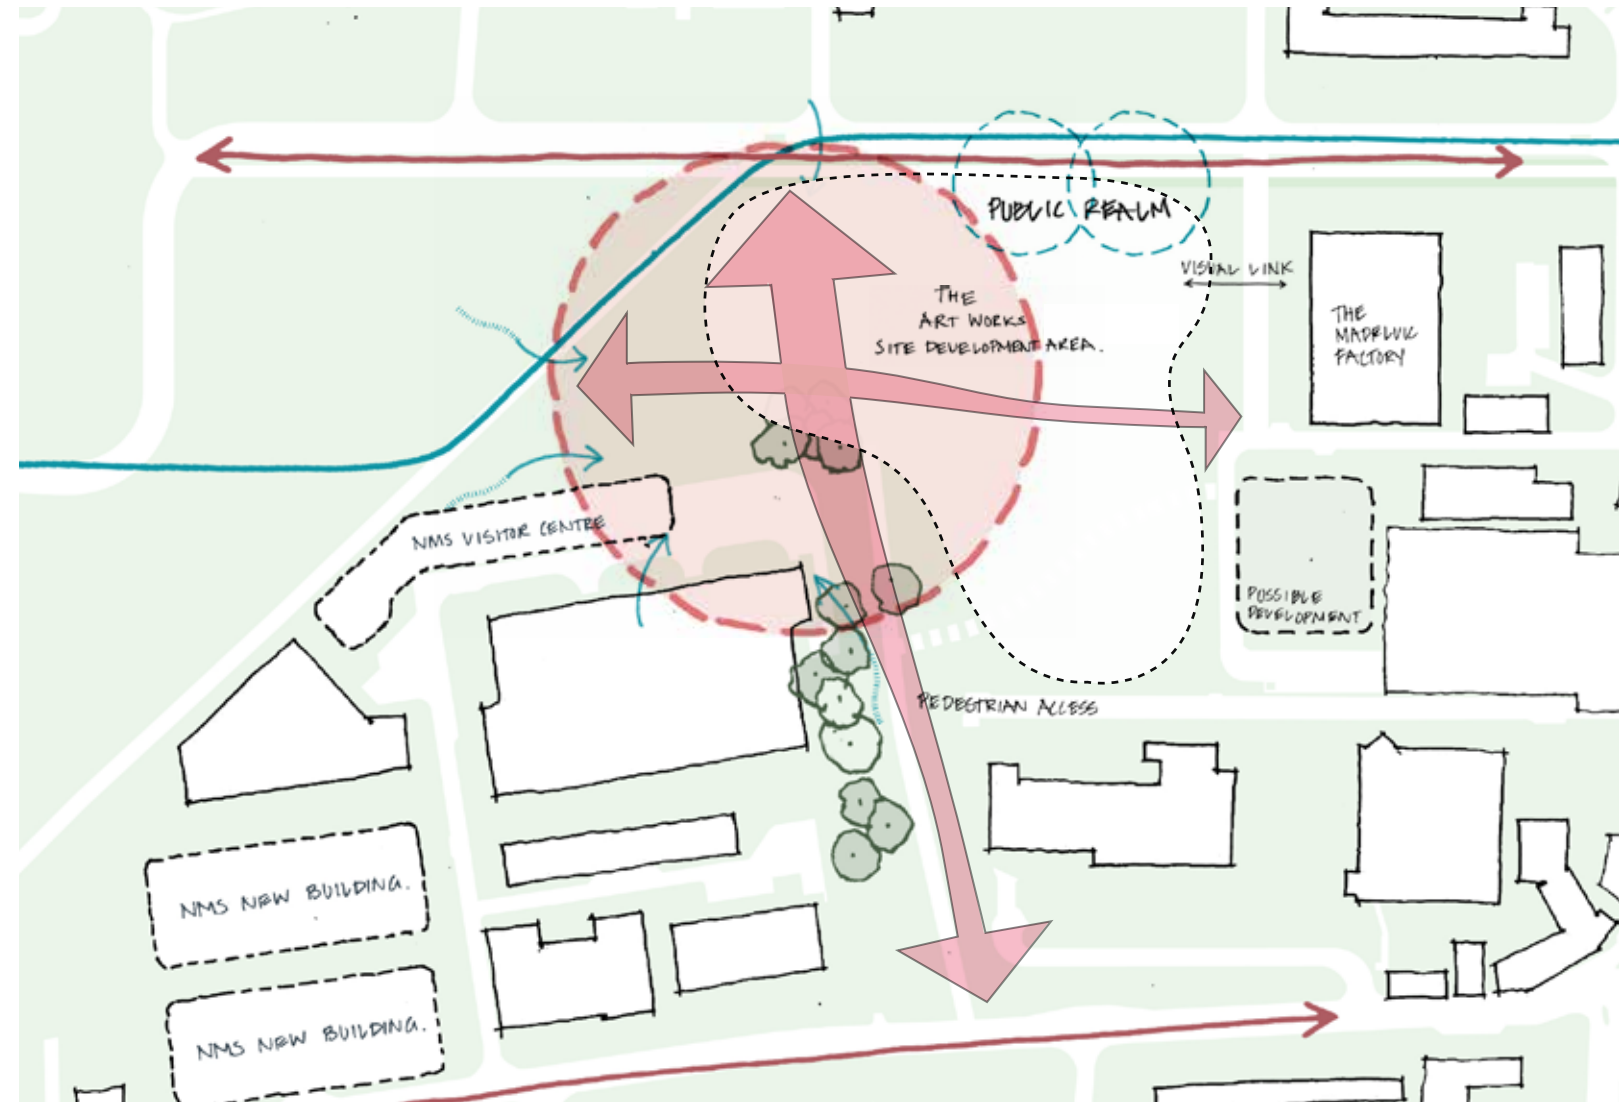 PUBLIC REALM
VISUAL LINK
THE
ART WORKS
SITE DEVELOPMENT AREA.
THE
MADELVIC
FACTORY
NMS VISITOR CENTRE
POSSIBLE
DEVELOPMENT
PEDESTRIAN ACCESS
NMS NEW BUILDING.
NMS NEW BUILDING.